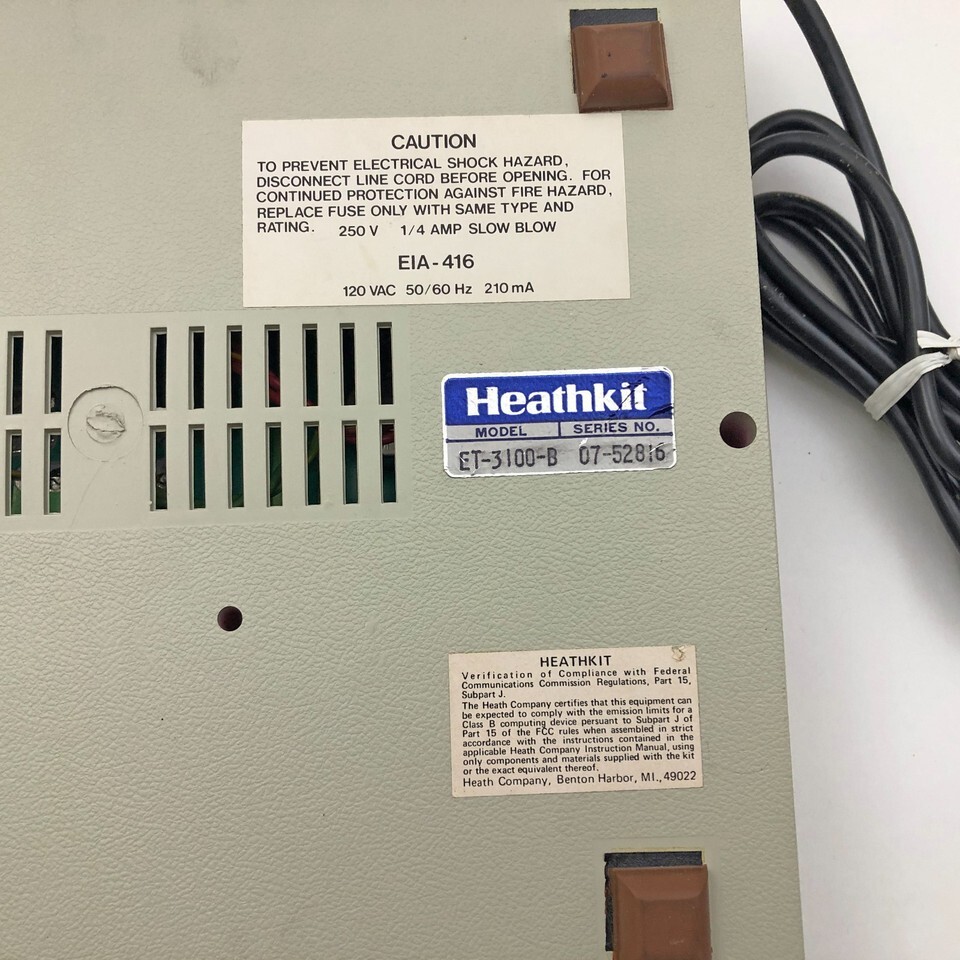 CAUTION
TO PREVENT ELECTRICAL SHOCK HAZARD,
DISCONNECT LINE CORD BEFORE OPENING. FOR
CONTINUED PROTECTION AGAINST FIRE HAZARD,
REPLACE FUSE ONLY WITH SAME TYPE AND
RATING. 250 V 1/4 AMP SLOW BLOW
EIA-416
120 VAC 50/60 Hz 210 mA
Heathkit
MODEL SERIES NO.
ET-3100-B 07-52816
HEATHKIT
Verification of Compliance with Federal
Communications Commission Regulations, Part 15,
Subpart J.
The Heath Company certifies that this equipment can
be expected to comply with the emission limits for a
Class B computing device persuant to Subpart J of
Part 15 of the FCC rules when assembled in strict
accordance with the instructions contained in the
applicable Heath Company Instruction Manual, using
only components and materials supplied with the kit
or the exact equivalent thereof.
Heath Company, Benton Harbor, MI., 49022